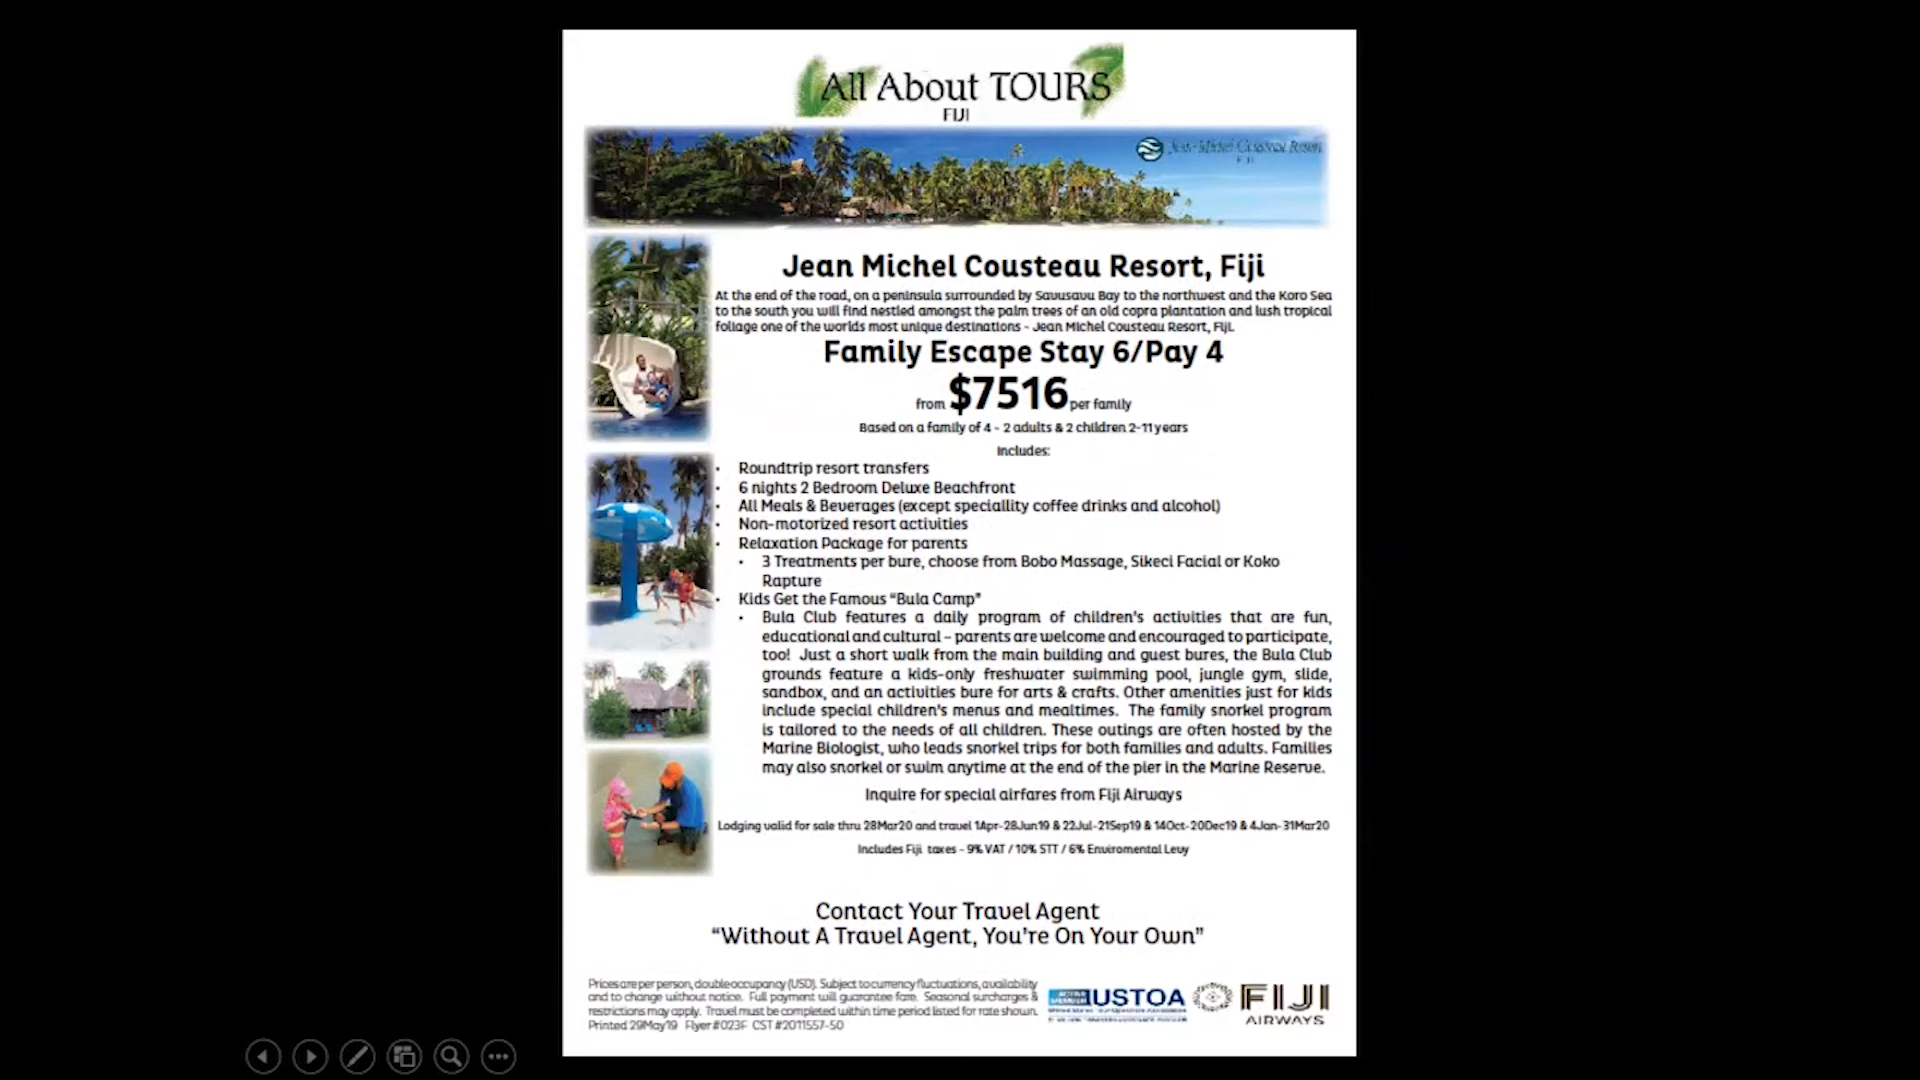 All About TOURS
FIJI
Jean-Michel Cousteau Resort
FIJI
Jean Michel Cousteau Resort, Fiji
At the end of the road, on a peninsula surrounded by Savusavu Bay to the northwest and the Koro Sea
to the south you will find nestled amongst the palm trees of an old copra plantation and lush tropical
foliage one of the worlds most unique destinations - Jean Michel Cousteau Resort, Fiji.
Family Escape Stay 6/Pay 4
from $7516 per family
Based on a family of 4 - 2 adults & 2 children 2-11 years
Includes:
• Roundtrip resort transfers
• 6 nights 2 Bedroom Deluxe Beachfront
• All Meals & Beverages (except speciallity coffee drinks and alcohol)
• Non-motorized resort activities
• Relaxation Package for parents
• 3 Treatments per bure, choose from Bobo Massage, Sikeci Facial or Koko
Rapture
• Kids Get the Famous "Bula Camp"
• Bula Club features a daily program of children's activities that are fun,
educational and cultural – parents are welcome and encouraged to participate,
too! Just a short walk from the main building and guest bures, the Bula Club
grounds feature a kids-only freshwater swimming pool, jungle gym, slide,
sandbox, and an activities bure for arts & crafts. Other amenities just for kids
include special children's menus and mealtimes. The family snorkel program
is tailored to the needs of all children. These outings are often hosted by the
Marine Biologist, who leads snorkel trips for both families and adults. Families
may also snorkel or swim anytime at the end of the pier in the Marine Reserve.
Inquire for special airfares from Fiji Airways
Lodging valid for sale thru 28Mar20 and travel 1Apr-28Jun19 & 22Jul-21Sep19 & 14Oct-20Dec19 & 4Jan-31Mar20
Includes Fiji taxes - 9% VAT / 10% STT / 6% Enviromental Levy
Contact Your Travel Agent
"Without A Travel Agent, You're On Your Own"
Prices are per person, double occupancy (USD). Subject to currency fluctuations, availability
and to change without notice. Full payment will guarantee fare. Seasonal surcharges &
restrictions may apply. Travel must be completed within time period listed for rate shown.
Printed 29May19 Flyer #023F CST #2011557-50
ACTIVE MEMBER USTOA
FIJI
AIRWAYS